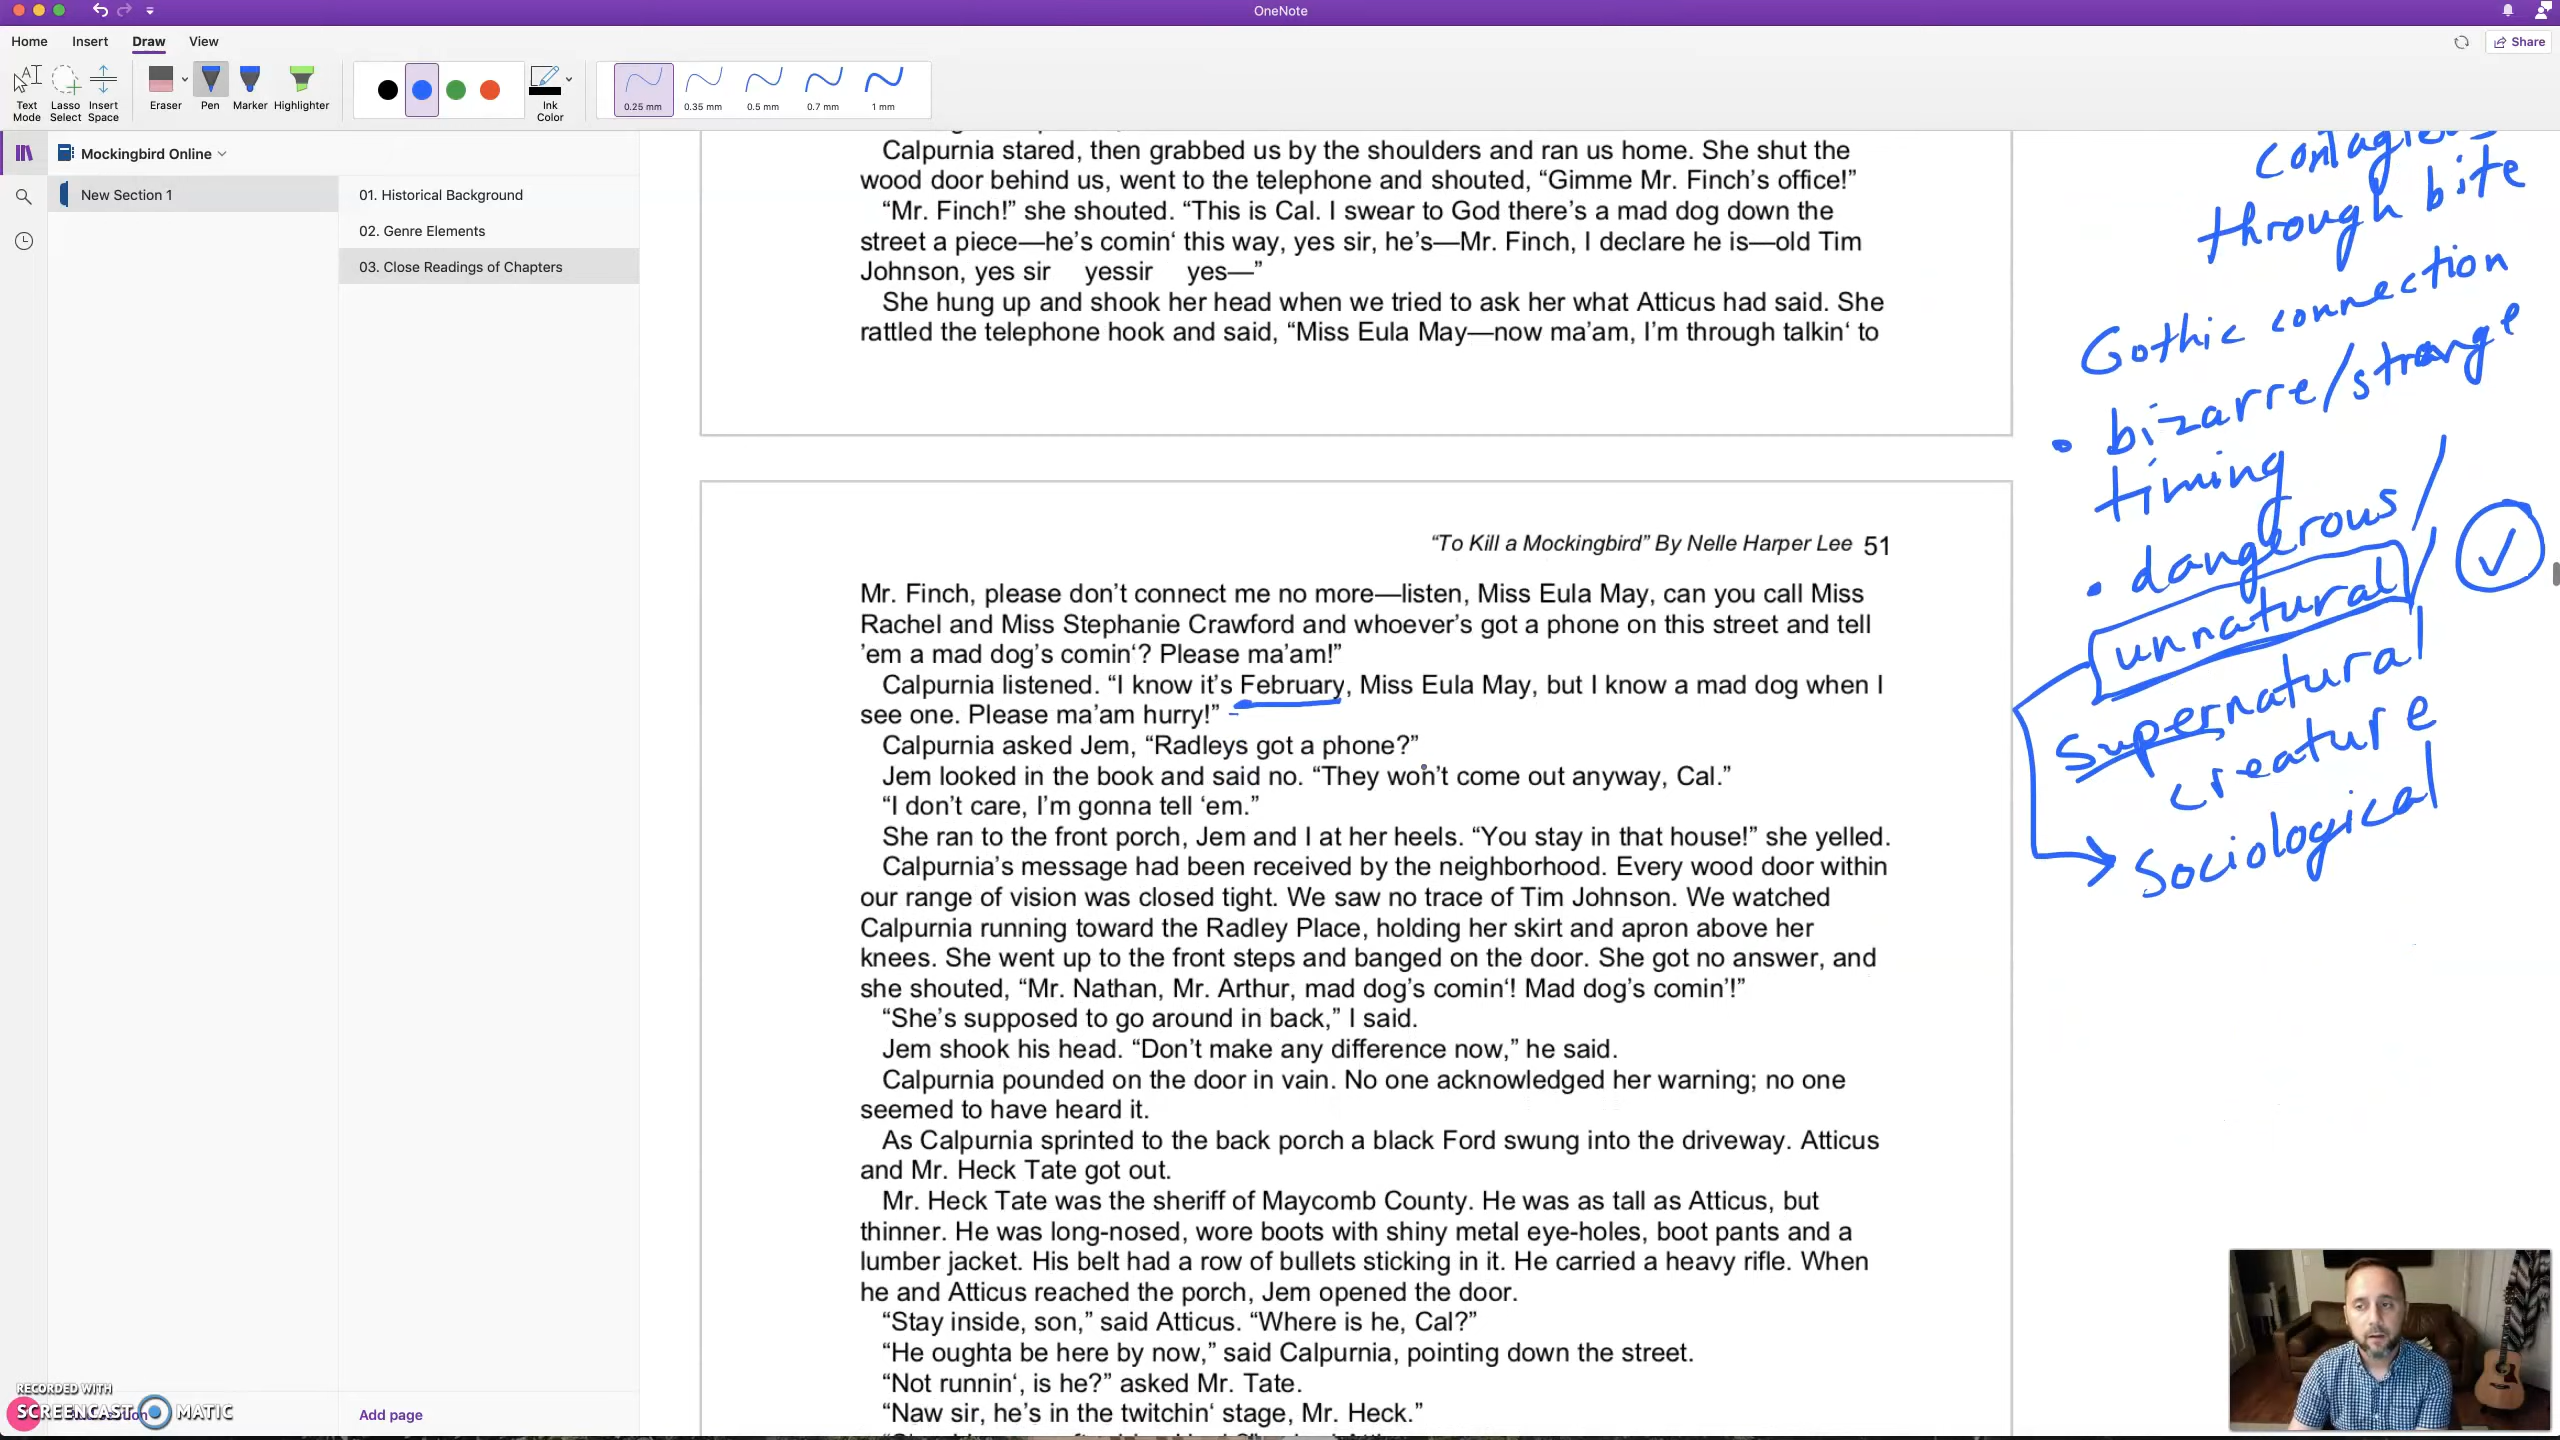 OneNote
Home Insert Draw View
Share
Text Mode
Lasso Select
Insert Space
Eraser
Pen
Marker
Highlighter
Ink Color
0.25 mm 0.35 mm 0.5 mm 0.7 mm 1 mm
Mockingbird Online
New Section 1
01. Historical Background
02. Genre Elements
03. Close Readings of Chapters
Calpurnia stared, then grabbed us by the shoulders and ran us home. She shut the
wood door behind us, went to the telephone and shouted, “Gimme Mr. Finch’s office!”
“Mr. Finch!” she shouted. “This is Cal. I swear to God there’s a mad dog down the
street a piece—he’s comin‘ this way, yes sir, he’s—Mr. Finch, I declare he is—old Tim
Johnson, yes sir yessir yes—”
She hung up and shook her head when we tried to ask her what Atticus had said. She
rattled the telephone hook and said, “Miss Eula May—now ma’am, I’m through talkin‘ to
“To Kill a Mockingbird” By Nelle Harper Lee 51
Mr. Finch, please don’t connect me no more—listen, Miss Eula May, can you call Miss
Rachel and Miss Stephanie Crawford and whoever’s got a phone on this street and tell
’em a mad dog’s comin‘? Please ma’am!”
Calpurnia listened. “I know it’s February, Miss Eula May, but I know a mad dog when I
see one. Please ma’am hurry!”
Calpurnia asked Jem, “Radleys got a phone?”
Jem looked in the book and said no. “They won’t come out anyway, Cal.”
“I don’t care, I’m gonna tell ‘em.”
She ran to the front porch, Jem and I at her heels. “You stay in that house!” she yelled.
Calpurnia’s message had been received by the neighborhood. Every wood door within
our range of vision was closed tight. We saw no trace of Tim Johnson. We watched
Calpurnia running toward the Radley Place, holding her skirt and apron above her
knees. She went up to the front steps and banged on the door. She got no answer, and
she shouted, “Mr. Nathan, Mr. Arthur, mad dog’s comin‘! Mad dog’s comin’!”
“She’s supposed to go around in back,” I said.
Jem shook his head. “Don’t make any difference now,” he said.
Calpurnia pounded on the door in vain. No one acknowledged her warning; no one
seemed to have heard it.
As Calpurnia sprinted to the back porch a black Ford swung into the driveway. Atticus
and Mr. Heck Tate got out.
Mr. Heck Tate was the sheriff of Maycomb County. He was as tall as Atticus, but
thinner. He was long-nosed, wore boots with shiny metal eye-holes, boot pants and a
lumber jacket. His belt had a row of bullets sticking in it. He carried a heavy rifle. When
he and Atticus reached the porch, Jem opened the door.
“Stay inside, son,” said Atticus. “Where is he, Cal?”
“He oughta be here by now,” said Calpurnia, pointing down the street.
“Not runnin‘, is he?” asked Mr. Tate.
“Naw sir, he’s in the twitchin‘ stage, Mr. Heck.”
contagious
through bite
Gothic connection
• bizarre/strange
timing
• dangerous/
unnatural/
supernatural
creature
sociological
Add page
RECORDED WITH
SCREENCAST MATIC